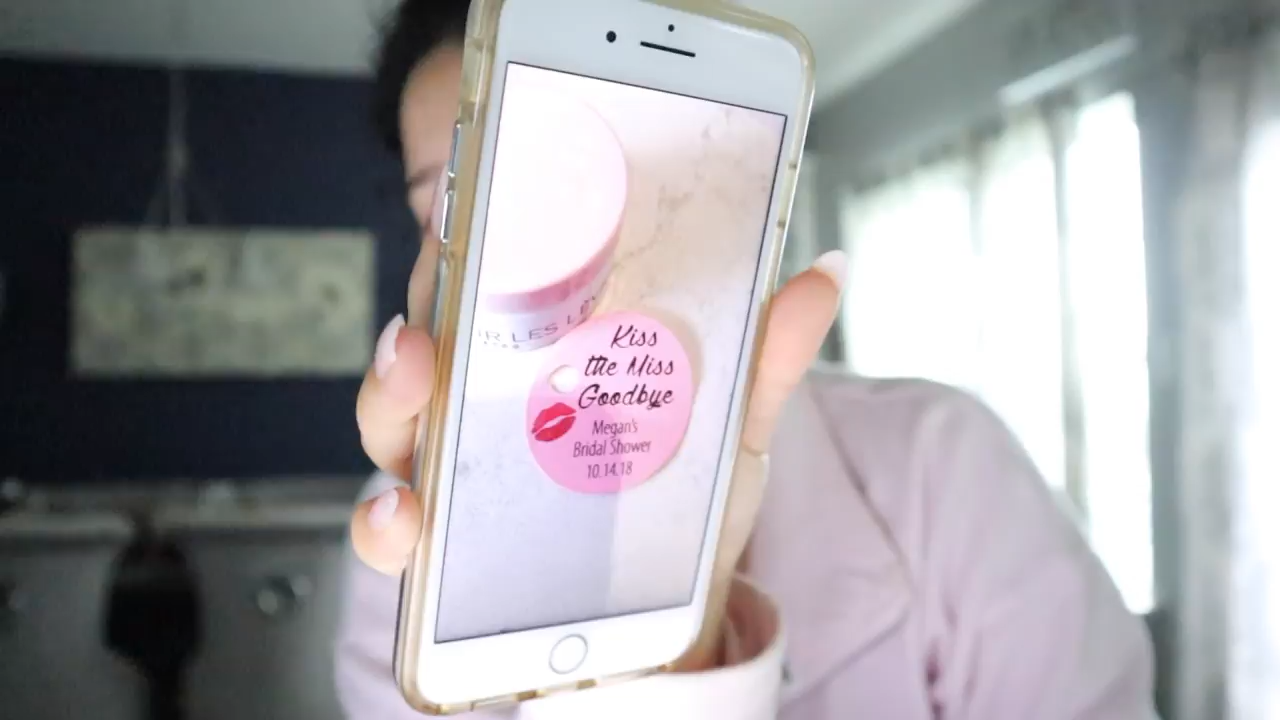 Kiss
the Miss
Goodbye
Megan's
Bridal Shower
10.14.18